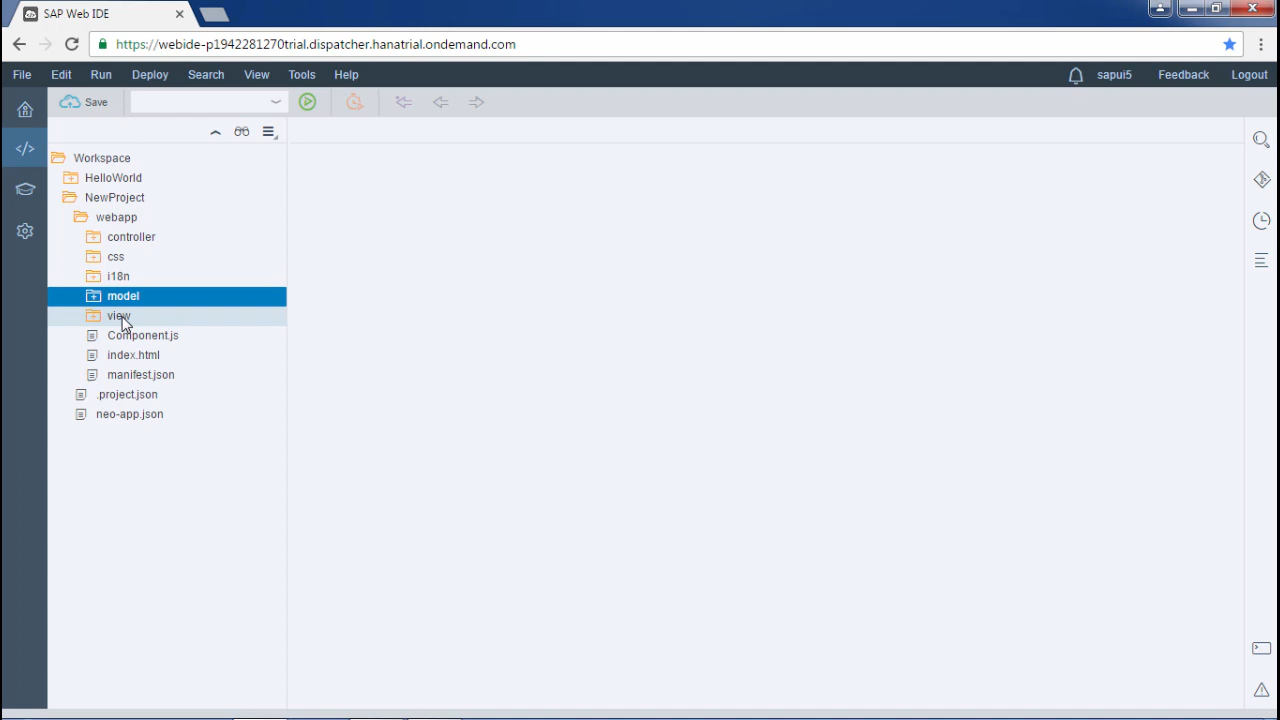 SAP Web IDE
https://webide-p1942281270trial.dispatcher.hanatrial.ondemand.com
File Edit Run Deploy Search View Tools Help sapui5 Feedback Logout
Save
Workspace
HelloWorld
NewProject
webapp
controller
css
i18n
model
view
Component.js
index.html
manifest.json
.project.json
neo-app.json